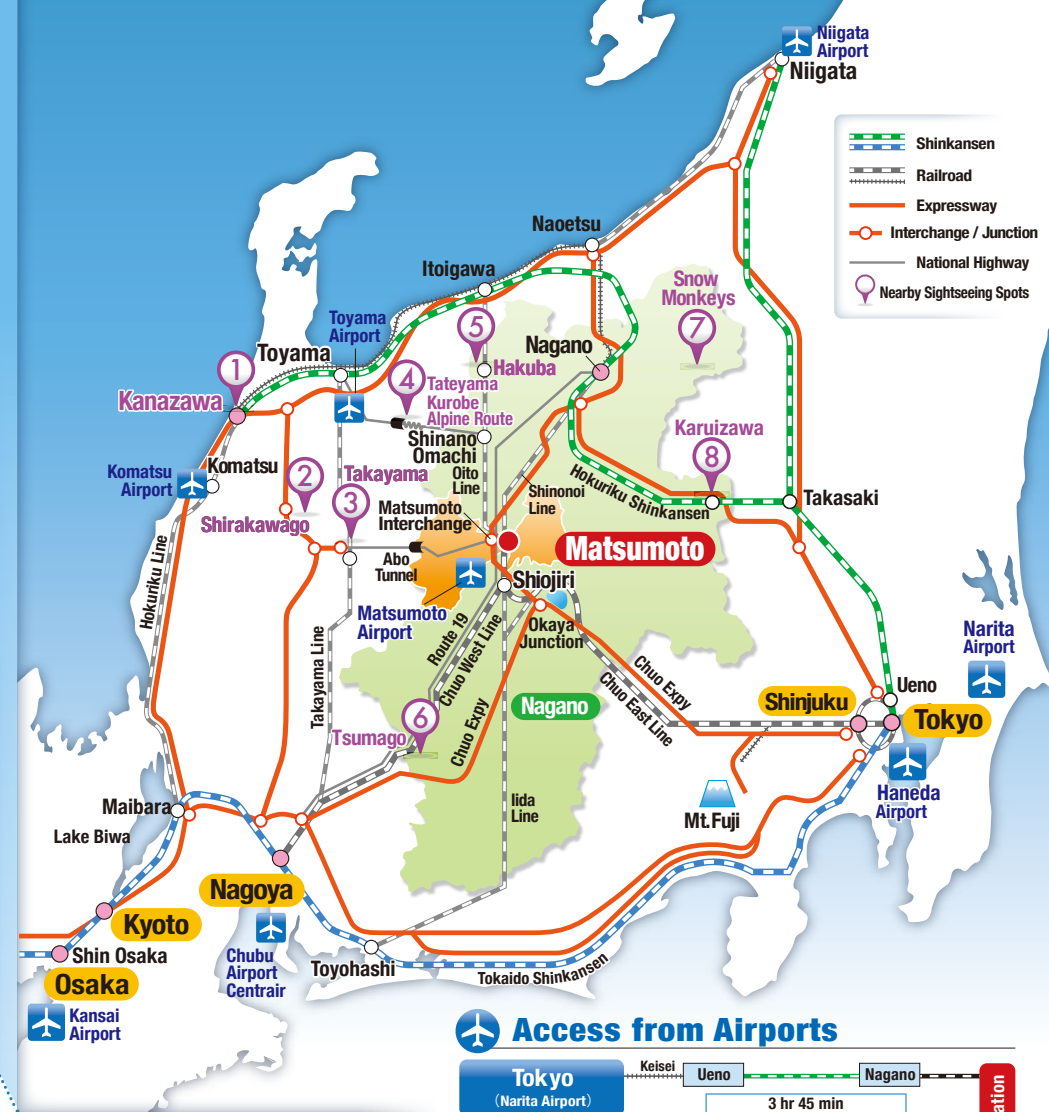 Niigata
Airport
Niigata
Shinkansen
Railroad
Expressway
Interchange / Junction
National Highway
Nearby Sightseeing Spots
Naoetsu
Itoigawa
Snow
Monkeys
7
Toyama
Airport
5
Nagano
Toyama
Hakuba
1
4
Tateyama
Kurobe
Alpine Route
Kanazawa
Shinano
Omachi
Karuizawa
8
Komatsu
Komatsu
Airport
2
Takayama
3
Oito
Line
Shinonoi
Line
Hokuriku Shinkansen
Takasaki
Shirakawago
Matsumoto
Interchange
Matsumoto
Abo
Tunnel
Shiojiri
Hokuriku Line
Matsumoto
Airport
Okaya
Junction
Route 19
Chuo West Line
Takayama Line
Chuo Expy
Chuo East Line
Narita
Airport
Ueno
Shinjuku
Tokyo
Nagano
6
Tsumago
Chuo Expy
Haneda
Airport
Maibara
Iida
Line
Mt.Fuji
Lake Biwa
Nagoya
Kyoto
Shin Osaka
Chubu
Airport
Centrair
Toyohashi
Tokaido Shinkansen
Osaka
Kansai
Airport
Access from Airports
Tokyo
(Narita Airport)
Keisei
Ueno
Nagano
3 hr 45 min